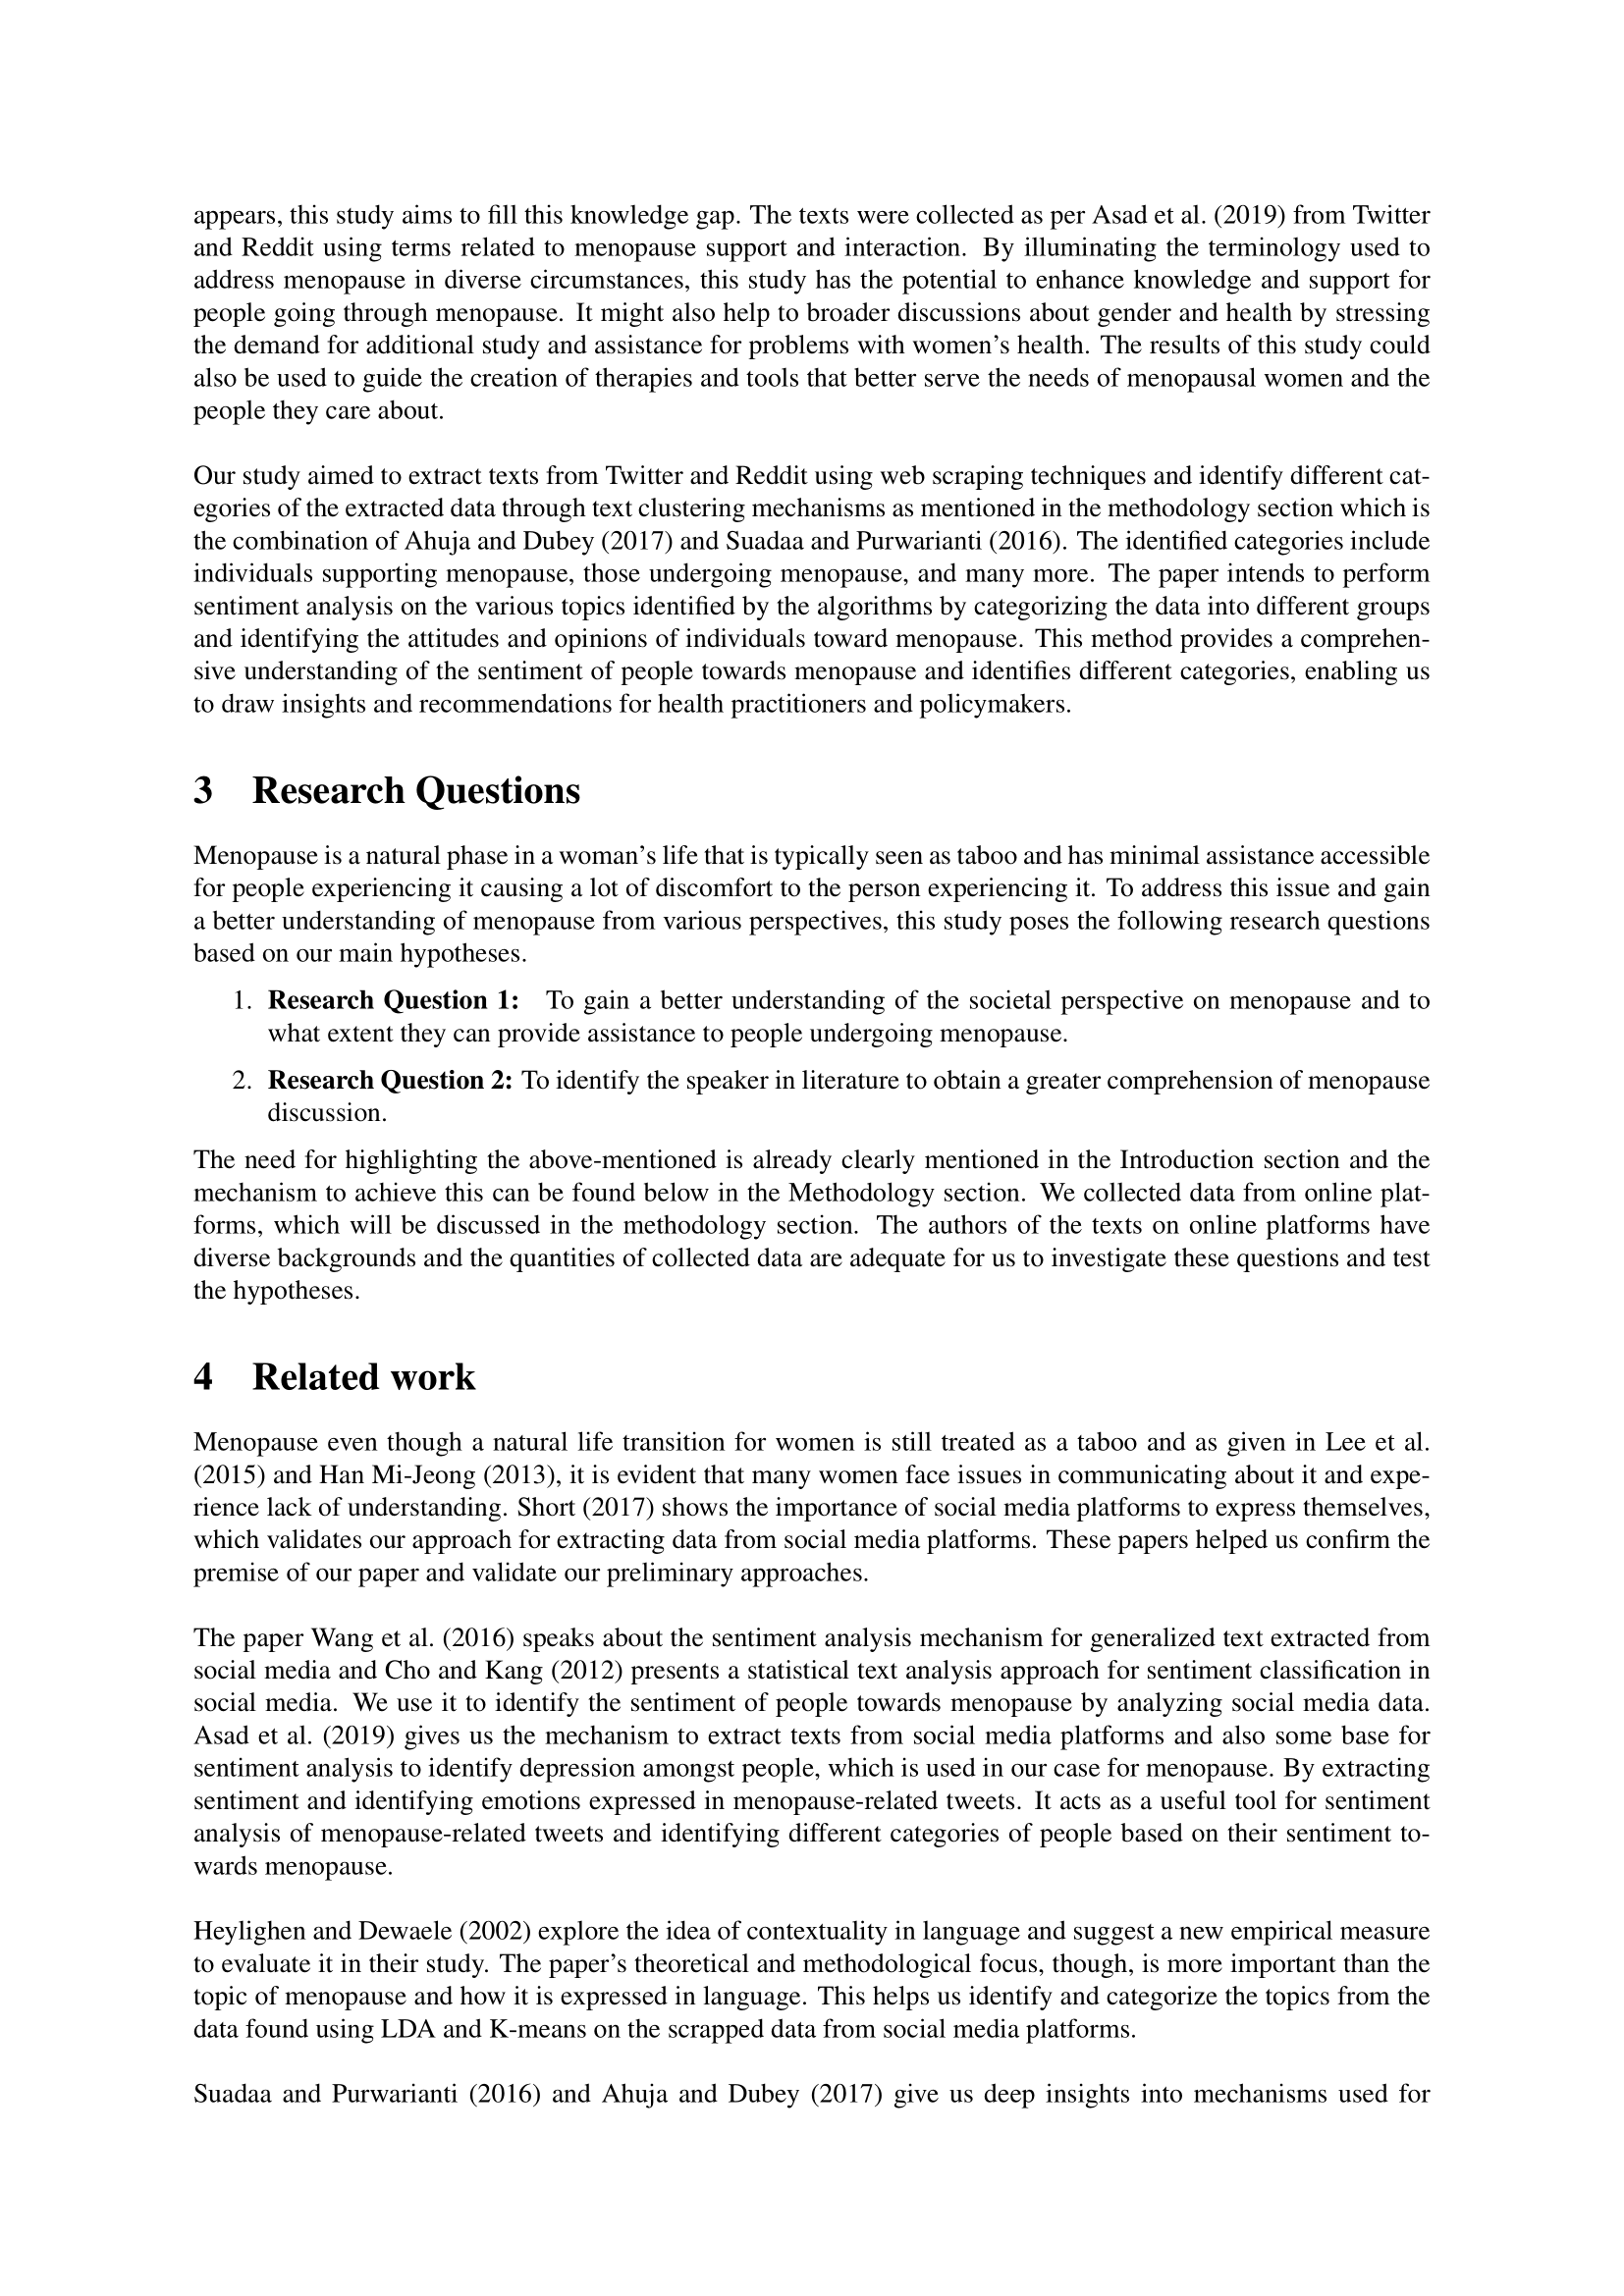 appears, this study aims to fill this knowledge gap. The texts were collected as per Asad et al. (2019) from Twitter
and Reddit using terms related to menopause support and interaction. By illuminating the terminology used to
address menopause in diverse circumstances, this study has the potential to enhance knowledge and support for
people going through menopause. It might also help to broader discussions about gender and health by stressing
the demand for additional study and assistance for problems with women's health. The results of this study could
also be used to guide the creation of therapies and tools that better serve the needs of menopausal women and the
people they care about.
Our study aimed to extract texts from Twitter and Reddit using web scraping techniques and identify different cat-
egories of the extracted data through text clustering mechanisms as mentioned in the methodology section which is
the combination of Ahuja and Dubey (2017) and Suadaa and Purwarianti (2016). The identified categories include
individuals supporting menopause, those undergoing menopause, and many more. The paper intends to perform
sentiment analysis on the various topics identified by the algorithms by categorizing the data into different groups
and identifying the attitudes and opinions of individuals toward menopause. This method provides a comprehen-
sive understanding of the sentiment of people towards menopause and identifies different categories, enabling us
to draw insights and recommendations for health practitioners and policymakers.
3 Research Questions
Menopause is a natural phase in a woman's life that is typically seen as taboo and has minimal assistance accessible
for people experiencing it causing a lot of discomfort to the person experiencing it. To address this issue and gain
a better understanding of menopause from various perspectives, this study poses the following research questions
based on our main hypotheses.
1. Research Question 1: To gain a better understanding of the societal perspective on menopause and to
what extent they can provide assistance to people undergoing menopause.
2. Research Question 2: To identify the speaker in literature to obtain a greater comprehension of menopause
discussion.
The need for highlighting the above-mentioned is already clearly mentioned in the Introduction section and the
mechanism to achieve this can be found below in the Methodology section. We collected data from online plat-
forms, which will be discussed in the methodology section. The authors of the texts on online platforms have
diverse backgrounds and the quantities of collected data are adequate for us to investigate these questions and test
the hypotheses.
4 Related work
Menopause even though a natural life transition for women is still treated as a taboo and as given in Lee et al.
(2015) and Han Mi-Jeong (2013), it is evident that many women face issues in communicating about it and expe-
rience lack of understanding. Short (2017) shows the importance of social media platforms to express themselves,
which validates our approach for extracting data from social media platforms. These papers helped us confirm the
premise of our paper and validate our preliminary approaches.
The paper Wang et al. (2016) speaks about the sentiment analysis mechanism for generalized text extracted from
social media and Cho and Kang (2012) presents a statistical text analysis approach for sentiment classification in
social media. We use it to identify the sentiment of people towards menopause by analyzing social media data.
Asad et al. (2019) gives us the mechanism to extract texts from social media platforms and also some base for
sentiment analysis to identify depression amongst people, which is used in our case for menopause. By extracting
sentiment and identifying emotions expressed in menopause-related tweets. It acts as a useful tool for sentiment
analysis of menopause-related tweets and identifying different categories of people based on their sentiment to-
wards menopause.
Heylighen and Dewaele (2002) explore the idea of contextuality in language and suggest a new empirical measure
to evaluate it in their study. The paper's theoretical and methodological focus, though, is more important than the
topic of menopause and how it is expressed in language. This helps us identify and categorize the topics from the
data found using LDA and K-means on the scrapped data from social media platforms.
Suadaa and Purwarianti (2016) and Ahuja and Dubey (2017) give us deep insights into mechanisms used for